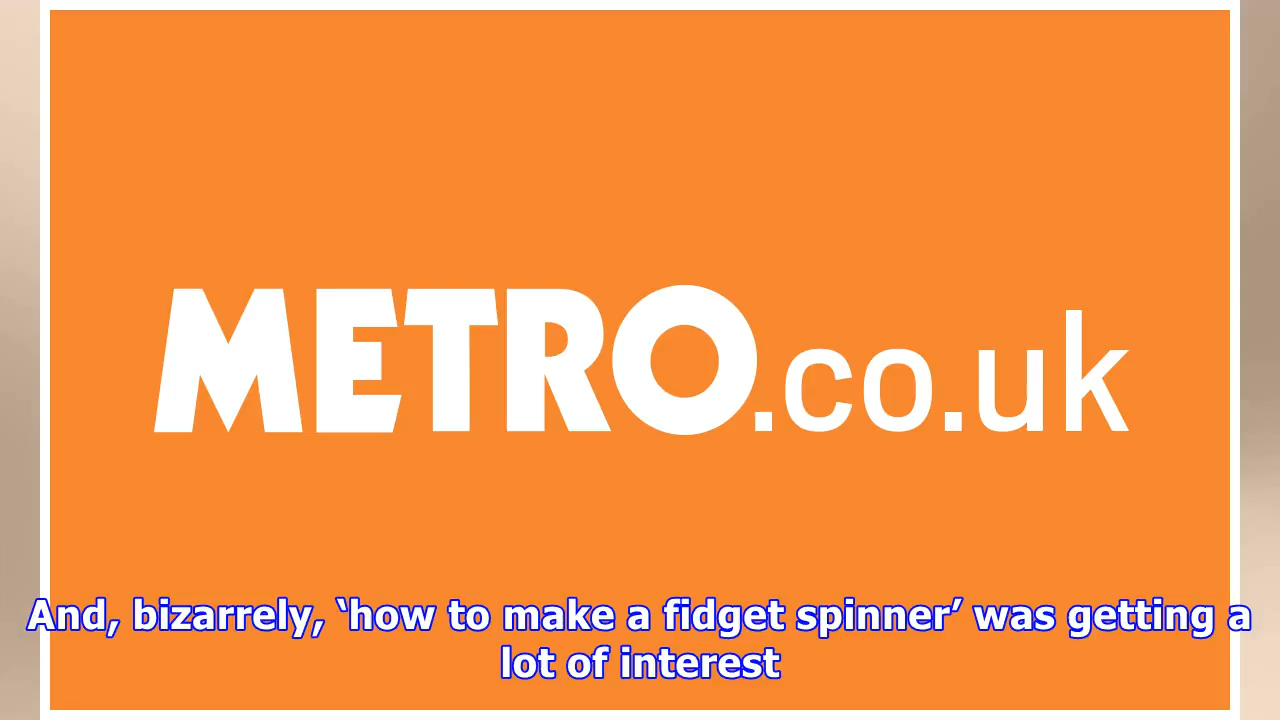 METRO.co.uk
And, bizarrely, ‘how to make a fidget spinner’ was getting a
lot of interest